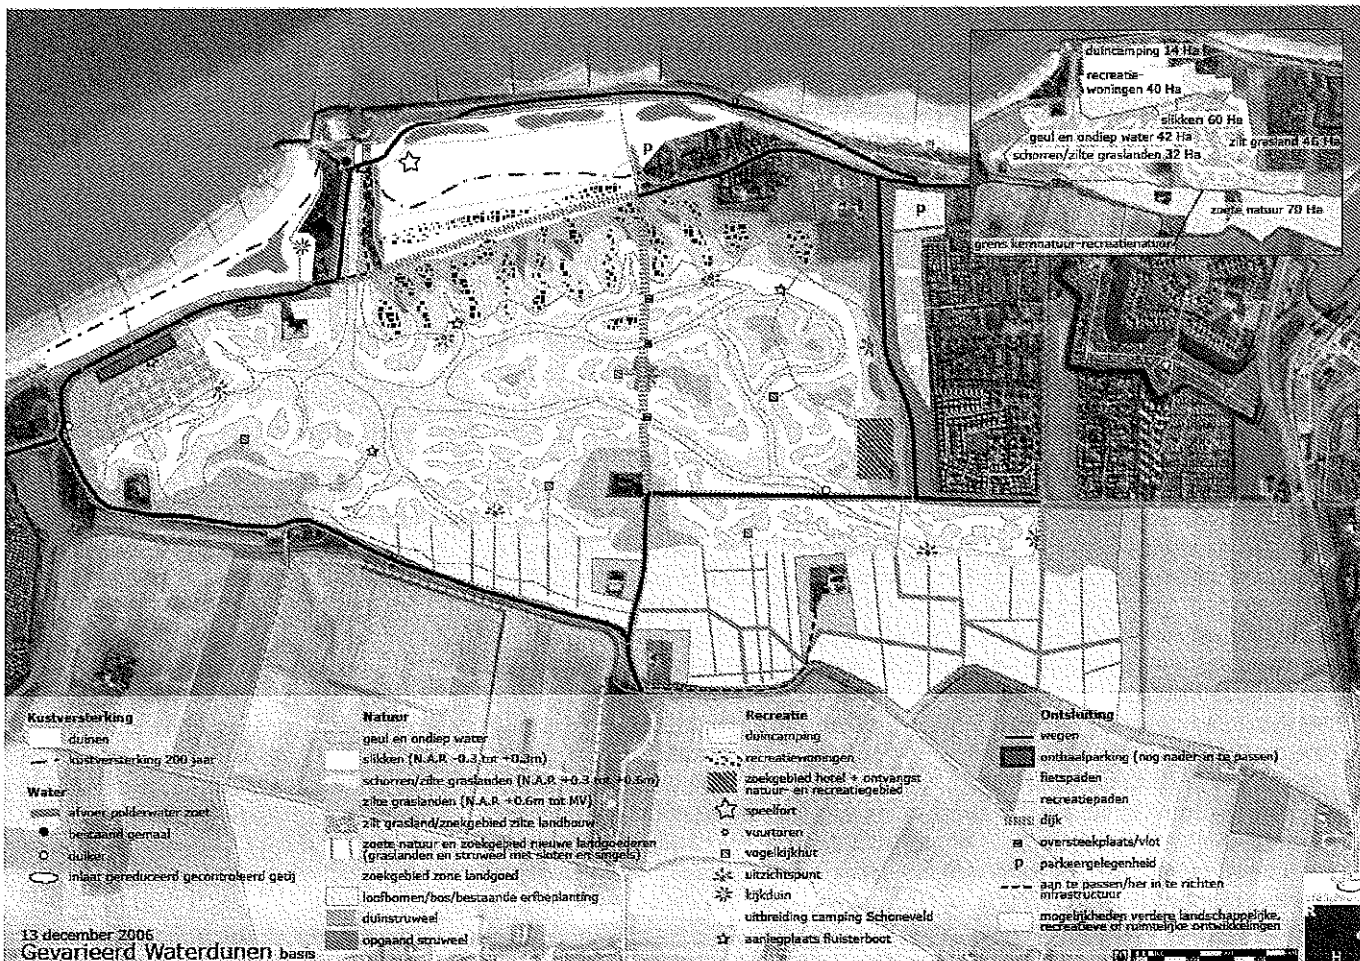 duincamping 14 Ha
recreatie-
woningen 40 Ha
slikken 60 Ha
geul en ondiep water 42 Ha
zilt grasland 46 Ha
schorren/zilte graslanden 32 Ha
zoete natuur 70 Ha
grens kernnatuur-recreatienatuur
P
P
Kustversterking
duinen
kustversterking 200 jaar
Water
afvoer polderwater zoet
bestaand gemaal
duiker
inlaat gereduceerd gecontroleerd getij
Natuur
geul en ondiep water
slikken (N.A.P. -0.3 tot +0.3m)
schorren/zilte graslanden (N.A.P. +0.3 tot +0.6m)
zilte graslanden (N.A.P. +0.6m tot MV)
zilt grasland/zoekgebied zilte landbouw
zoete natuur en zoekgebied nieuwe landgoederen
(graslanden en struweel met sloten en singels)
zoekgebied zone landgoed
loofbomen/bos/bestaande erfbeplanting
duinstruweel
opgaand struweel
Recreatie
duincamping
recreatiewoningen
zoekgebied hotel + ontvangst
natuur- en recreatiegebied
speelfort
vuurtoren
vogelkijkhut
uitzichtspunt
kijkduin
uitbreiding camping Schoneveld
aanlegplaats fluisterboot
Ontsluiting
wegen
onthaalparking (nog nader in te passen)
fietspaden
recreatiepaden
dijk
oversteekplaats/vlot
P parkeergelegenheid
aan te passen/her in te richten
infrastructuur
mogelijkheden verdere landschappelijke,
recreatieve of ruimtelijke ontwikkelingen
13 december 2006
Gevarieerd Waterdunen basis